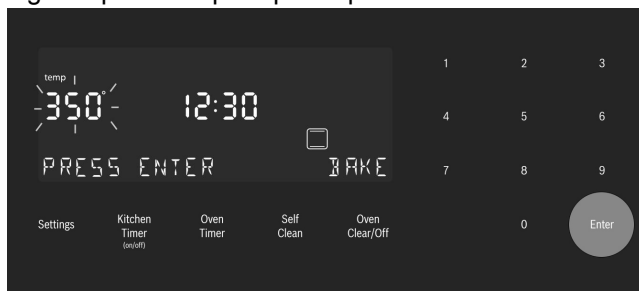 temp
350° 12:30
PRESS ENTER BAKE
Settings
Kitchen Timer (on/off)
Oven Timer
Self Clean
Oven Clear/Off
1 2 3
4 5 6
7 8 9
0 Enter